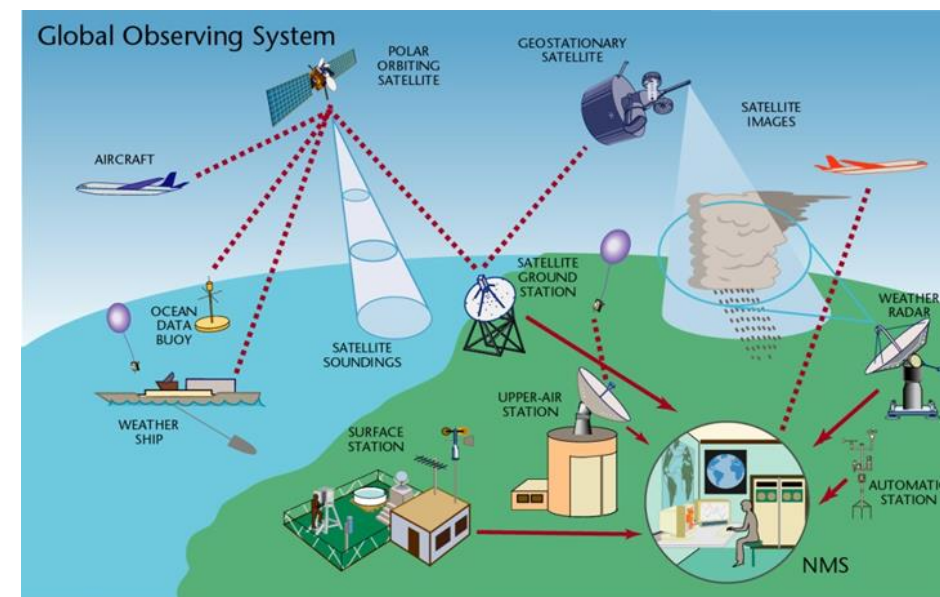 Global Observing System
POLAR
ORBITING
SATELLITE
GEOSTATIONARY
SATELLITE
SATELLITE
IMAGES
AIRCRAFT
SATELLITE
GROUND
STATION
OCEAN
DATA
BUOY
WEATHER
RADAR
SATELLITE
SOUNDINGS
UPPER-AIR
STATION
WEATHER
SHIP
SURFACE
STATION
AUTOMATIC
STATION
NMS